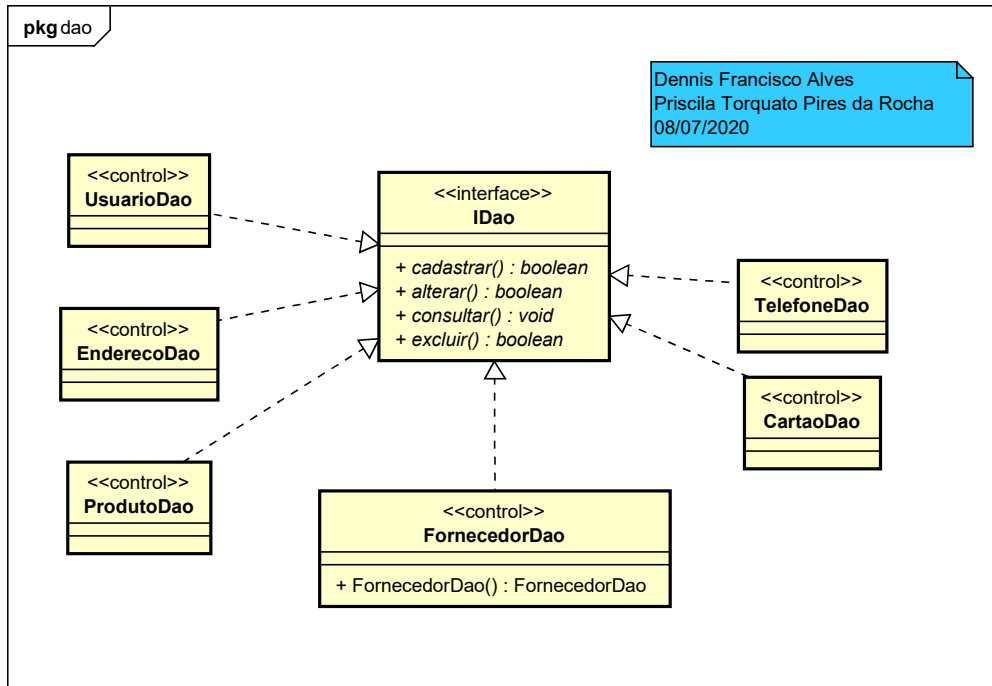 pkg dao
Dennis Francisco Alves
Priscila Torquato Pires da Rocha
08/07/2020
<<control>>
UsuarioDao
<<interface>>
IDao
+ cadastrar() : boolean
+ alterar() : boolean
+ consultar() : void
+ excluir() : boolean
<<control>>
TelefoneDao
<<control>>
EnderecoDao
<<control>>
CartaoDao
<<control>>
ProdutoDao
<<control>>
FornecedorDao
+ FornecedorDao() : FornecedorDao